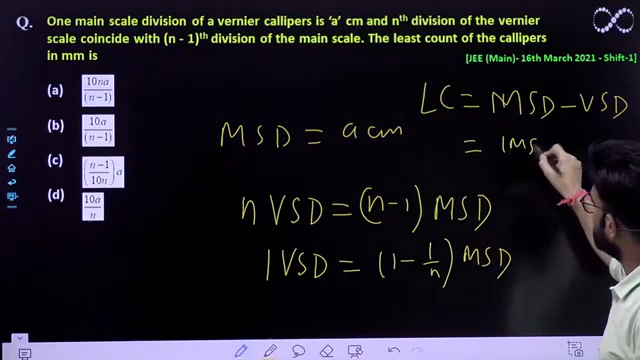 Q. One main scale division of a vernier callipers is 'a' cm and nth division of the vernier
scale coincide with (n - 1)th division of the main scale. The least count of the callipers
in mm is
[JEE (Main)- 16th March 2021 - Shift-1]
(a) 10na/(n−1)
(b) 10a/(n−1)
(c) ((n−1)/10n)a
(d) 10a/n
MSD = a cm
LC = MSD − VSD
= 1MS
n VSD = (n−1) MSD
1 VSD = (1 − 1/n) MSD